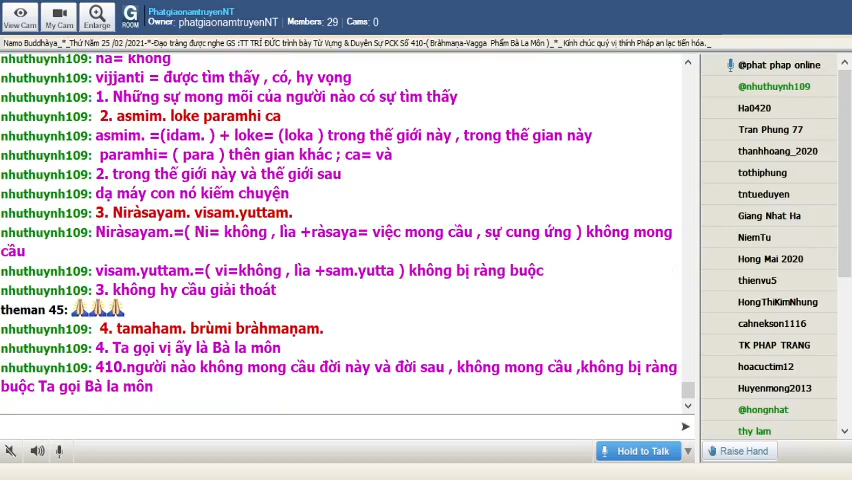 View Cam
My Cam
Enlarge
G
ROOM
PhatgiaonamtruyenNT
Owner: phatgiaonamtruyenNT | Members: 29 | Cams: 0
Namo Buddhàya_*_Thứ Năm 25 /02 /2021-*-Đạo tràng được nghe GS :TT TRÍ ĐỨC trình bày Từ Vựng & Duyên Sự PCK Số 410-( Bràhmaṇa-Vagga Phẩm Bà La Môn )_*_ Kính chúc quý vị thính Pháp an lạc tiến hóa._
nhuthuynh109: na= không
nhuthuynh109: vijjanti = được tìm thấy , có, hy vọng
nhuthuynh109: 1. Những sự mong mõi của người nào có sự tìm thấy
nhuthuynh109: 2. asmim. loke paramhi ca
nhuthuynh109: asmim. =(idam. ) + loke= (loka ) trong thế giới này , trong thế gian này
nhuthuynh109: paramhi= ( para ) thên gian khác ; ca= và
nhuthuynh109: 2. trong thế giới này và thế giới sau
nhuthuynh109: dạ máy con nó kiếm chuyện
nhuthuynh109: 3. Niràsayam. visam.yuttam.
nhuthuynh109: Niràsayam.=( Ni= không , lìa +ràsaya= việc mong cầu , sự cung ứng ) không mong
cầu
nhuthuynh109: visam.yuttam.=( vi=không , lìa +sam.yutta ) không bị ràng buộc
nhuthuynh109: 3. không hy cầu giải thoát
theman 45:
nhuthuynh109: 4. tamaham. brùmi bràhmaṇam.
nhuthuynh109: 4. Ta gọi vị ấy là Bà la môn
nhuthuynh109: 410.người nào không mong cầu đời này và đời sau , không mong cầu ,không bị ràng
buộc Ta gọi Bà la môn
Hold to Talk
@phat phap online
@nhuthuynh109
Ha0420
Tran Phung 77
thanhhoang_2020
tothiphung
tntueduyen
Giang Nhat Ha
NiemTu
Hong Mai 2020
thienvu5
HongThiKimNhung
cahnekson1116
TK PHAP TRANG
hoacuctim12
Huyenmong2013
@hongnhat
thy lam
Raise Hand